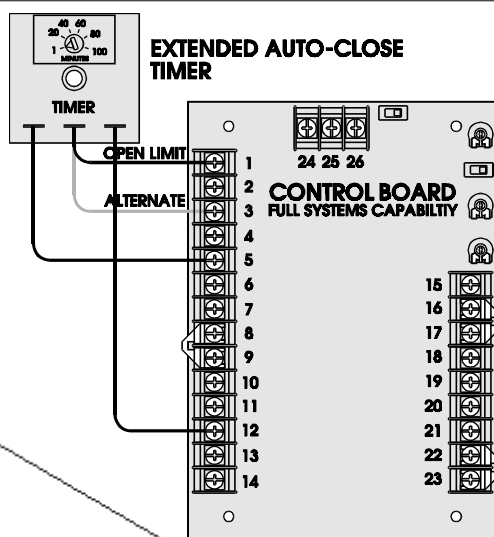 20 40 60 80
1 100
MINUTES
TIMER
EXTENDED AUTO-CLOSE
TIMER
OPEN LIMIT
ALTERNATE
24 25 26
CONTROL BOARD
FULL SYSTEMS CAPABILTIY
1
2
3
4
5
6
7
8
9
10
11
12
13
14
15
16
17
18
19
20
21
22
23